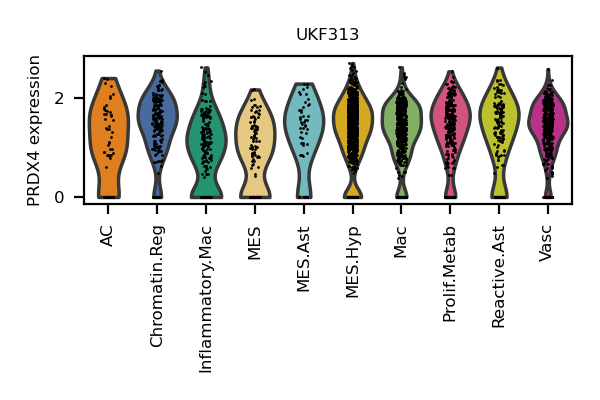 UKF313
PRDX4 expression
2
0
AC
Chromatin.Reg
Inflammatory.Mac
MES
MES.Ast
MES.Hyp
Mac
Prolif.Metab
Reactive.Ast
Vasc